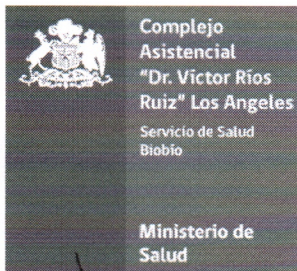 Complejo
Asistencial
"Dr. Víctor Ríos
Ruiz" Los Angeles
Servicio de Salud
Biobío
Ministerio de
Salud